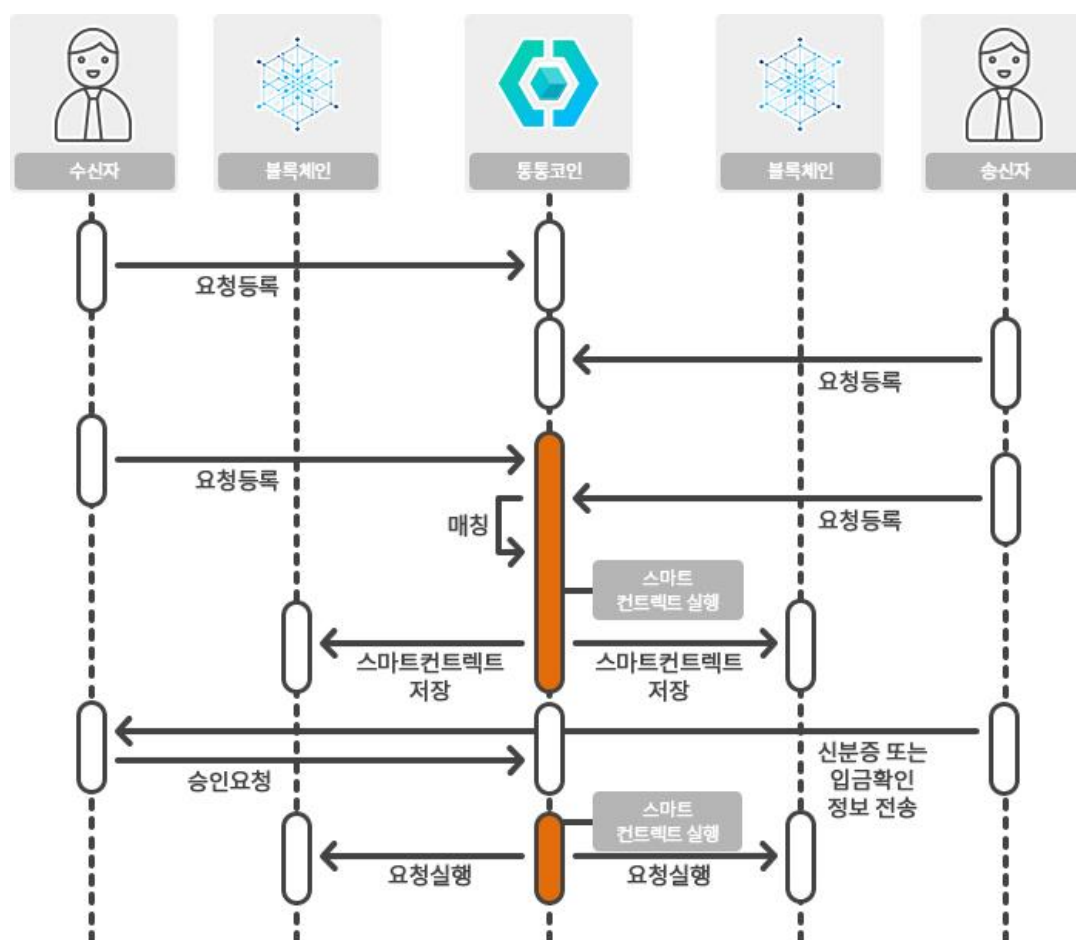 수신자
블록체인
통통코인
블록체인
송신자
요청등록
요청등록
요청등록
요청등록
매칭
스마트
컨트렉트 실행
스마트컨트렉트
저장
스마트컨트렉트
저장
신분증 또는
입금확인
정보 전송
승인요청
스마트
컨트렉트 실행
요청실행
요청실행